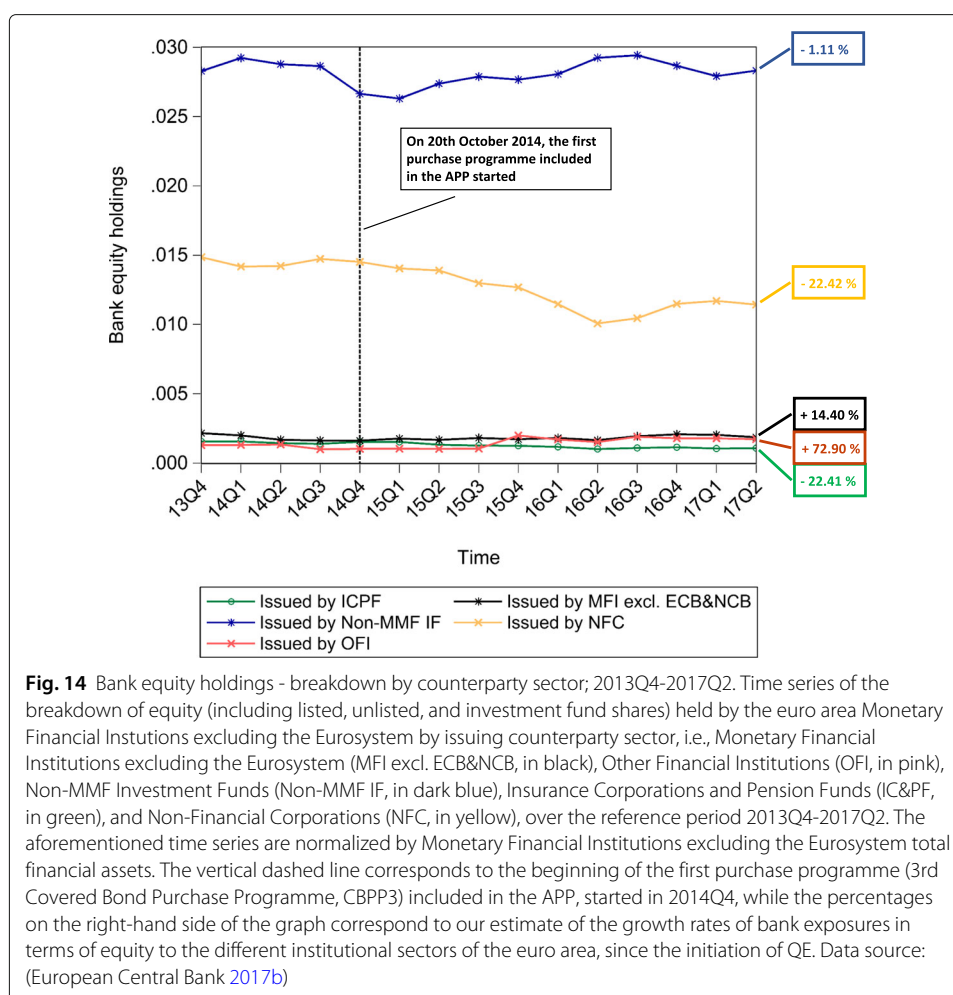 .030
.025
.020
.015
.010
.005
.000
Bank equity holdings
On 20th October 2014, the first
purchase programme included
in the APP started
- 1.11 %
- 22.42 %
+ 14.40 %
+ 72.90 %
- 22.41 %
13Q4
14Q1
14Q2
14Q3
14Q4
15Q1
15Q2
15Q3
15Q4
16Q1
16Q2
16Q3
16Q4
17Q1
17Q2
Time
Issued by ICPF
Issued by MFI excl. ECB&NCB
Issued by Non-MMF IF
Issued by NFC
Issued by OFI
Fig. 14 Bank equity holdings - breakdown by counterparty sector; 2013Q4-2017Q2. Time series of the
breakdown of equity (including listed, unlisted, and investment fund shares) held by the euro area Monetary
Financial Instutions excluding the Eurosystem by issuing counterparty sector, i.e., Monetary Financial
Institutions excluding the Eurosystem (MFI excl. ECB&NCB, in black), Other Financial Institutions (OFI, in pink),
Non-MMF Investment Funds (Non-MMF IF, in dark blue), Insurance Corporations and Pension Funds (IC&PF,
in green), and Non-Financial Corporations (NFC, in yellow), over the reference period 2013Q4-2017Q2. The
aforementioned time series are normalized by Monetary Financial Institutions excluding the Eurosystem total
financial assets. The vertical dashed line corresponds to the beginning of the first purchase programme (3rd
Covered Bond Purchase Programme, CBPP3) included in the APP, started in 2014Q4, while the percentages
on the right-hand side of the graph correspond to our estimate of the growth rates of bank exposures in
terms of equity to the different institutional sectors of the euro area, since the initiation of QE. Data source:
(European Central Bank 2017b)